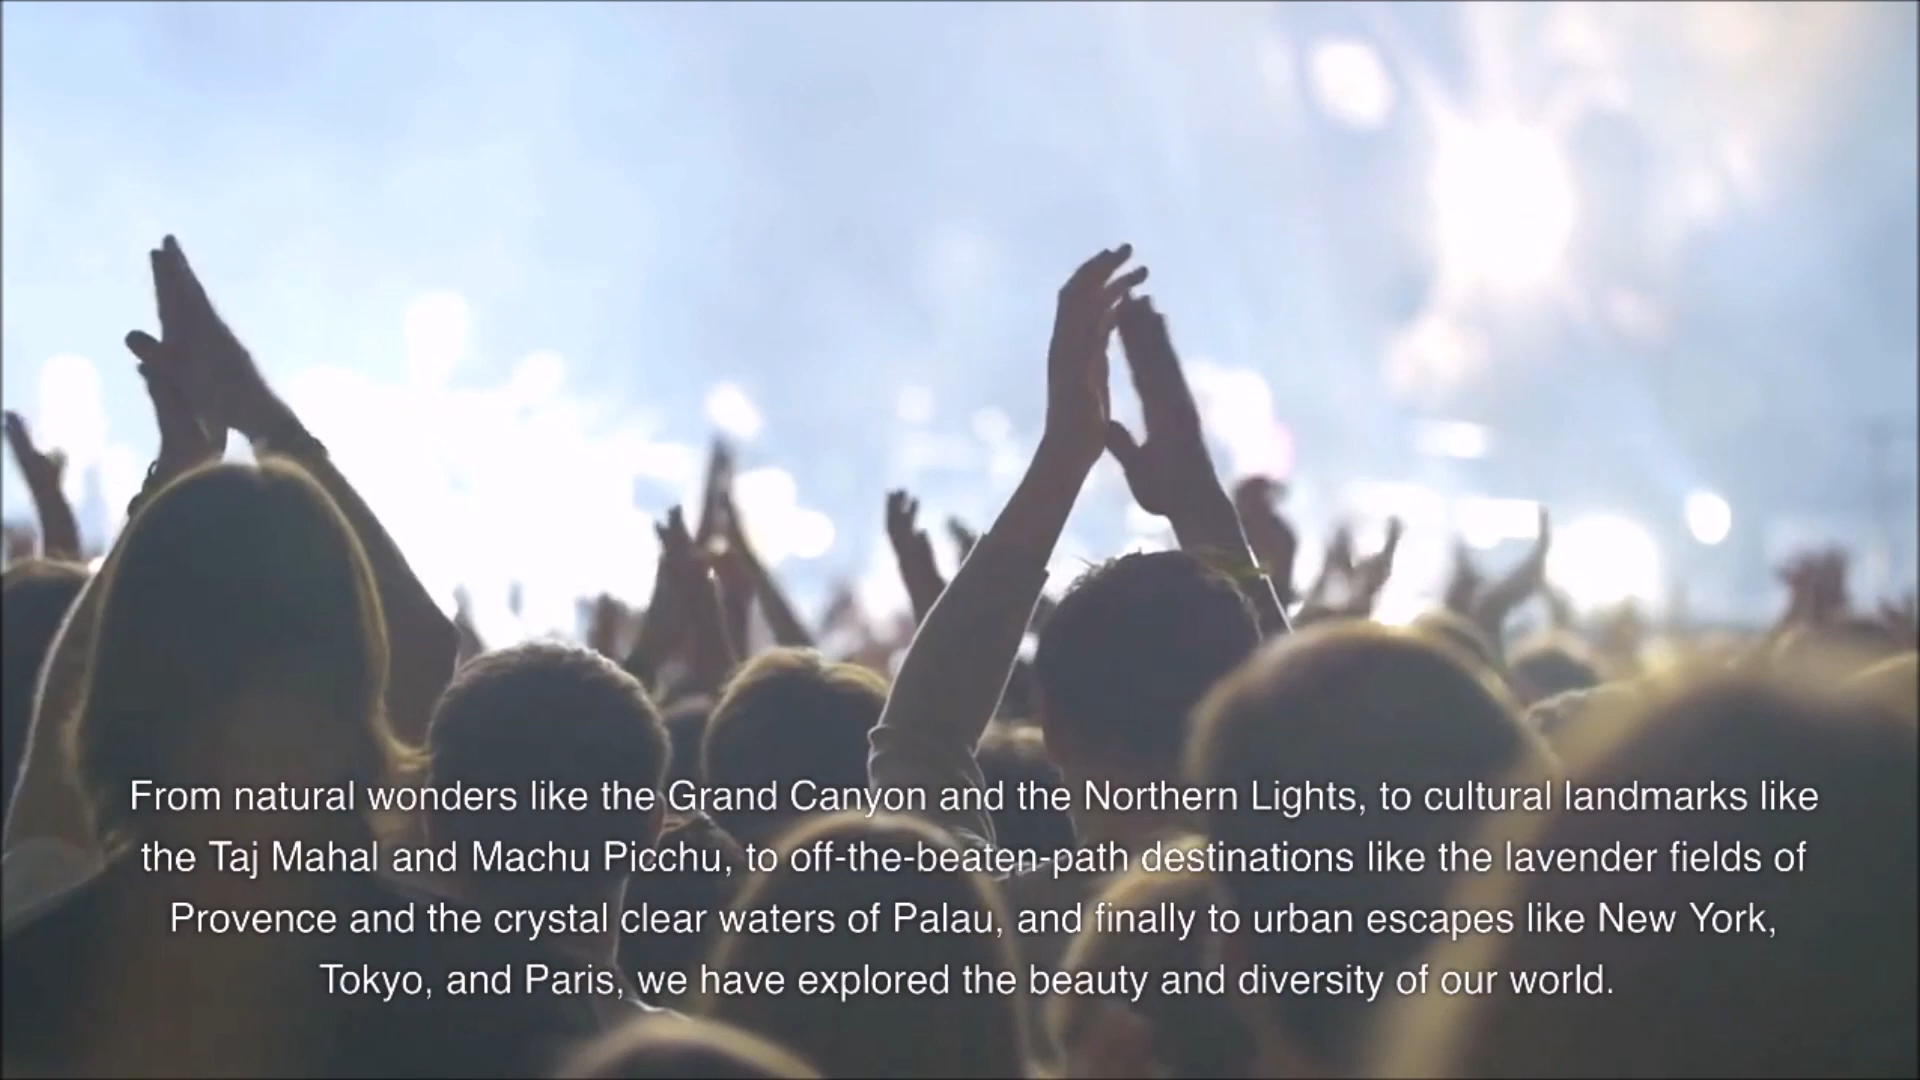 From natural wonders like the Grand Canyon and the Northern Lights, to cultural landmarks like
the Taj Mahal and Machu Picchu, to off-the-beaten-path destinations like the lavender fields of
Provence and the crystal clear waters of Palau, and finally to urban escapes like New York,
Tokyo, and Paris, we have explored the beauty and diversity of our world.